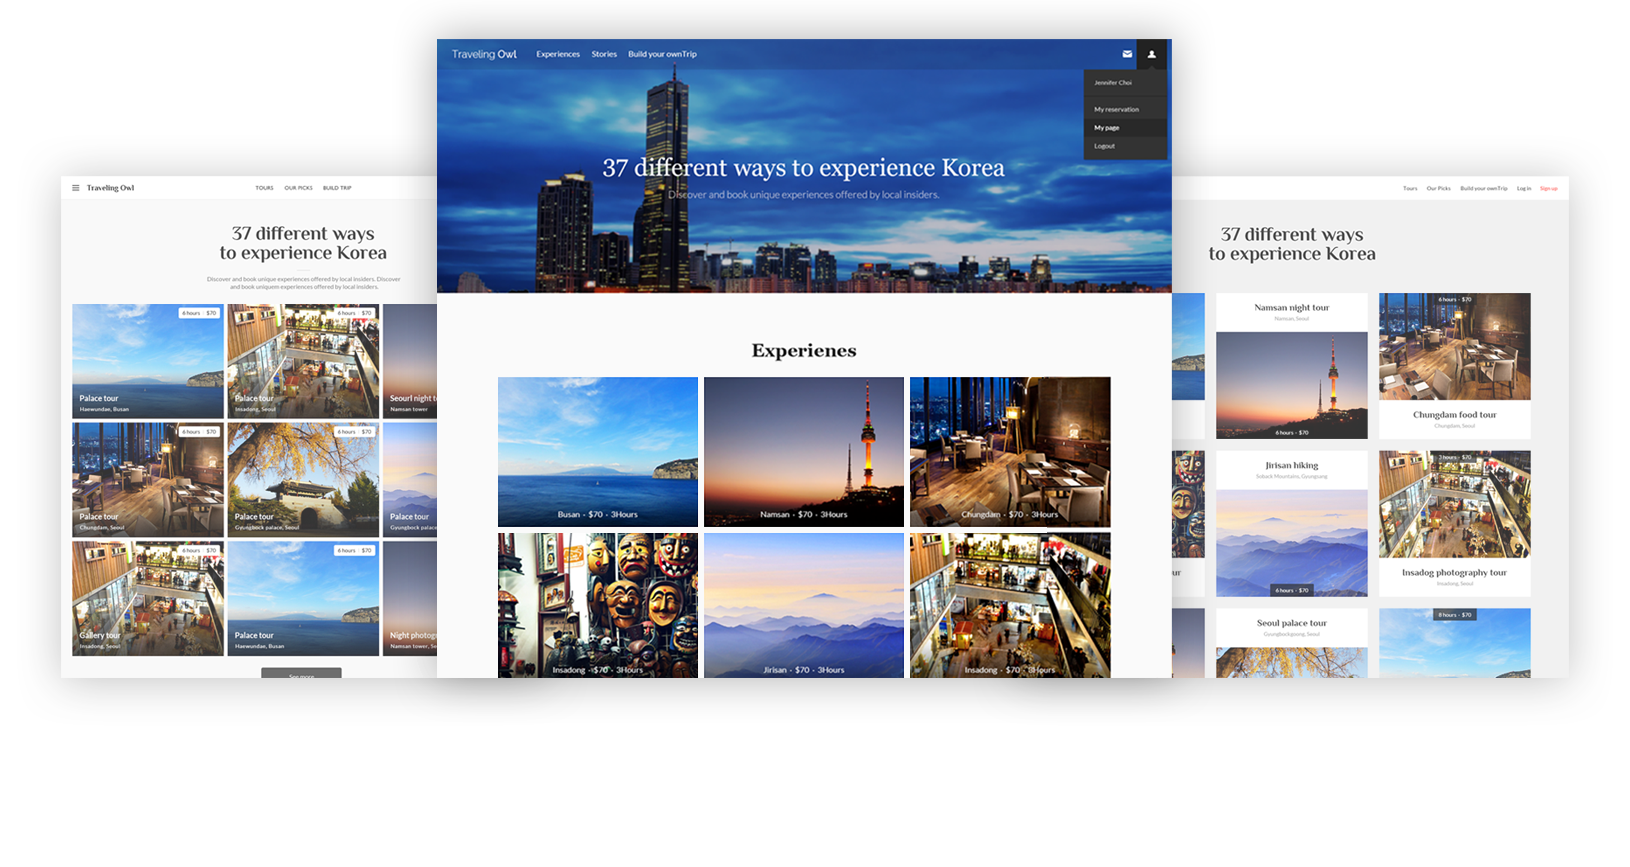 Traveling Owl
TOURS OUR PICKS BUILD TRIP
37 different ways
to experience Korea
Discover and book unique experiences offered by local insiders. Discover
and book uniquem experiences offered by local insiders.
6 hours $70
Palace tour
Haewundae, Busan
6 hours $70
Palace tour
Insadong, Seoul
Seourl night t
Namsan tower
6 hours $70
Palace tour
Chungdam, Seoul
6 hours $70
Palace tour
Gyungbock palace, Seoul
Palace tour
Gyungbock palac
6 hours $70
Gallery tour
Insadong, Seoul
6 hours $70
Palace tour
Haewundae, Busan
Night photog
Namsan tower, Se
See more
Traveling Owl Experiences Stories Build your ownTrip
Jennifer Choi
My reservation
My page
Logout
37 different ways to experience Korea
Discover and book unique experiences offered by local insiders.
Experienes
Busan - $70 - 3Hours
Namsan - $70 - 3Hours
Chungdam - $70 - 3Hours
Insadong - $70 - 3Hours
Jirisan - $70 - 3Hours
Insadong - $70 - 3Hours
Tours Our Picks Build your ownTrip Log in Sign up
37 different ways
to experience Korea
Namsan night tour
Namsan, Seoul
6 hours - $70
6 hours - $70
Chungdam food tour
Chungdam, Seoul
Jirisan hiking
Sobock Mountains, Gyungsang
6 hours - $70
3 hours - $70
Insadog photography tour
Insadong, Seoul
ur
Seoul palace tour
Gyungbockgoong, Seoul
8 hours - $70